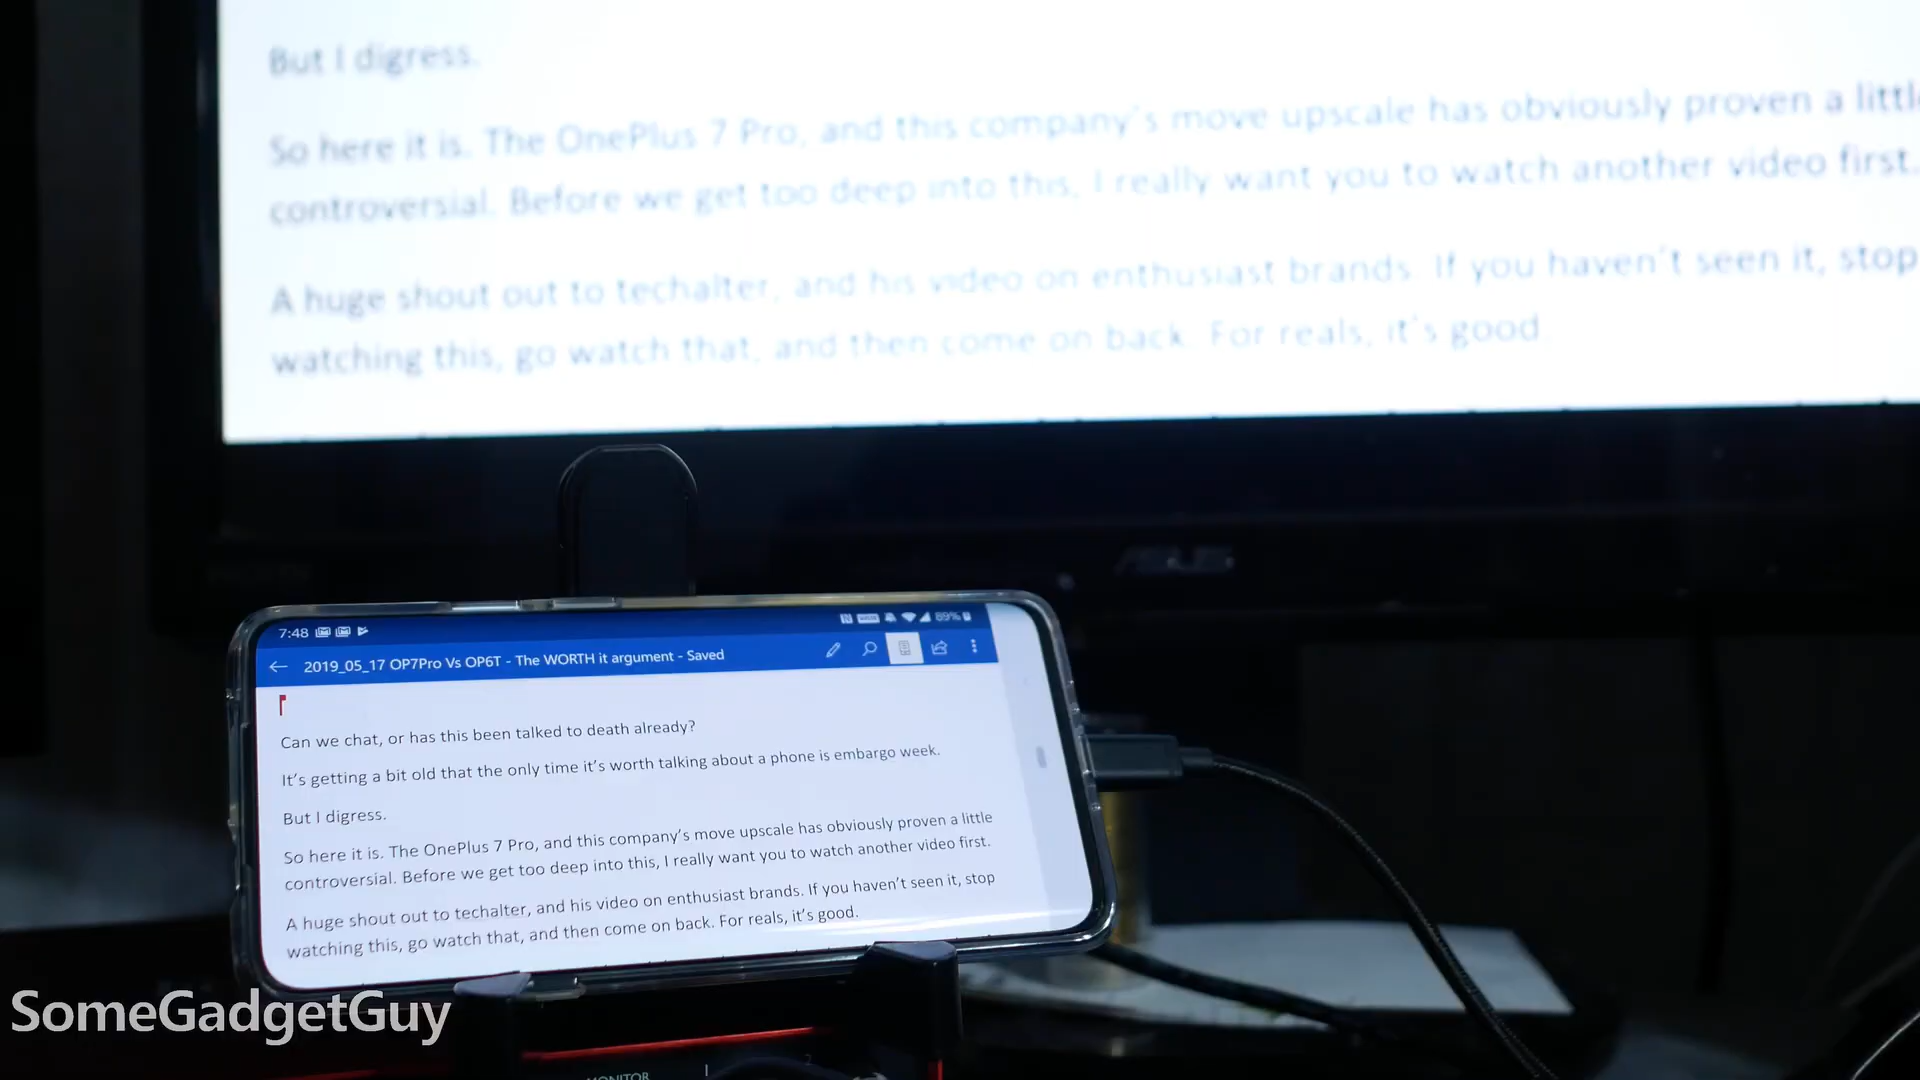 But I digress.
So here it is. The OnePlus 7 Pro, and this company's move upscale has obviously proven a little
controversial. Before we get too deep into this, I really want you to watch another video first.
A huge shout out to techalter, and his video on enthusiast brands. If you haven't seen it, stop
watching this, go watch that, and then come on back. For reals, it's good
ASUS
7:48
89%
2019_05_17 OP7Pro Vs OP6T - The WORTH it argument - Saved
Can we chat, or has this been talked to death already?
It's getting a bit old that the only time it's worth talking about a phone is embargo week.
But I digress.
So here it is. The OnePlus 7 Pro, and this company's move upscale has obviously proven a little
controversial. Before we get too deep into this, I really want you to watch another video first.
A huge shout out to techalter, and his video on enthusiast brands. If you haven't seen it, stop
watching this, go watch that, and then come on back. For reals, it's good.
SomeGadgetGuy
MONITOR